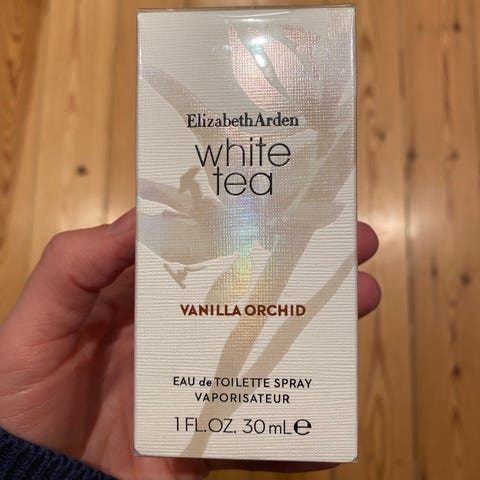 ElizabethArden
white
tea
VANILLA ORCHID
EAU de TOILETTE SPRAY
VAPORISATEUR
1 FL.OZ. 30 mL℮